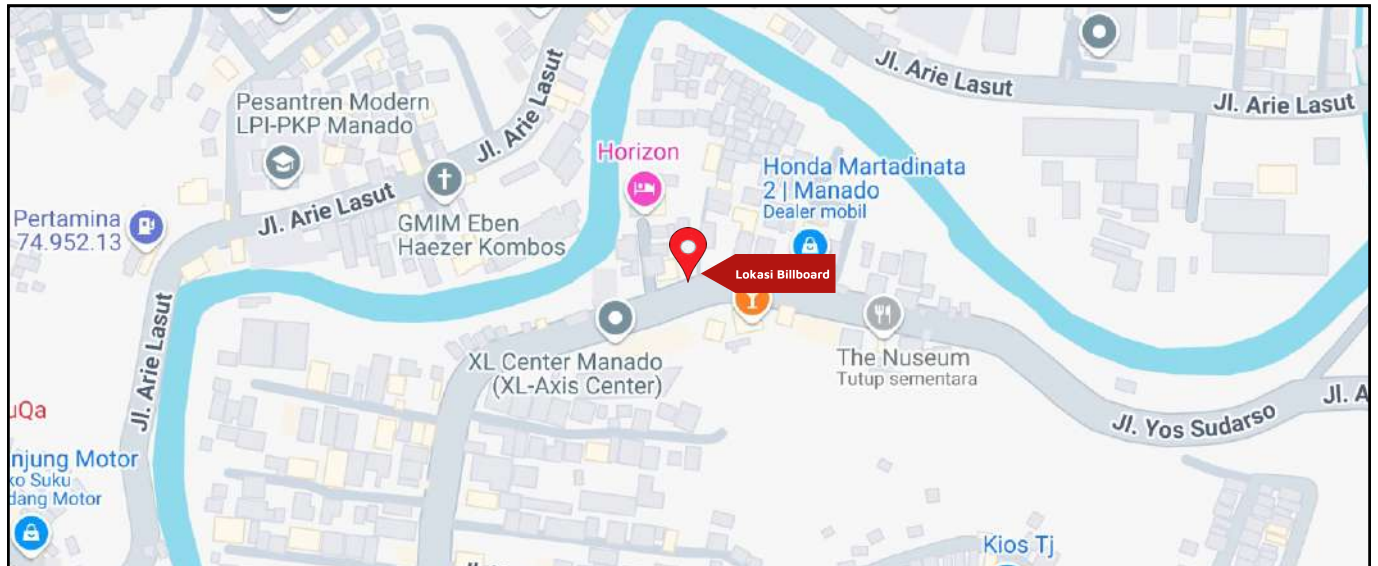 Jl. Arie Lasut
Jl. Arie Lasut
Pesantren Modern
LPI-PKP Manado
Jl. Arie Lasut
Horizon
Honda Martadinata
2 | Manado
Dealer mobil
Jl. Arie Lasut
Pertamina
74.952.13
GMIM Eben
Haezer Kombos
Lokasi Billboard
Jl. Arie Lasut
XL Center Manado
(XL-Axis Center)
The Nuseum
Tutup sementara
Jl. A
uQa
Jl. Yos Sudarso
njung Motor
ko Suku
dang Motor
Kios Tj